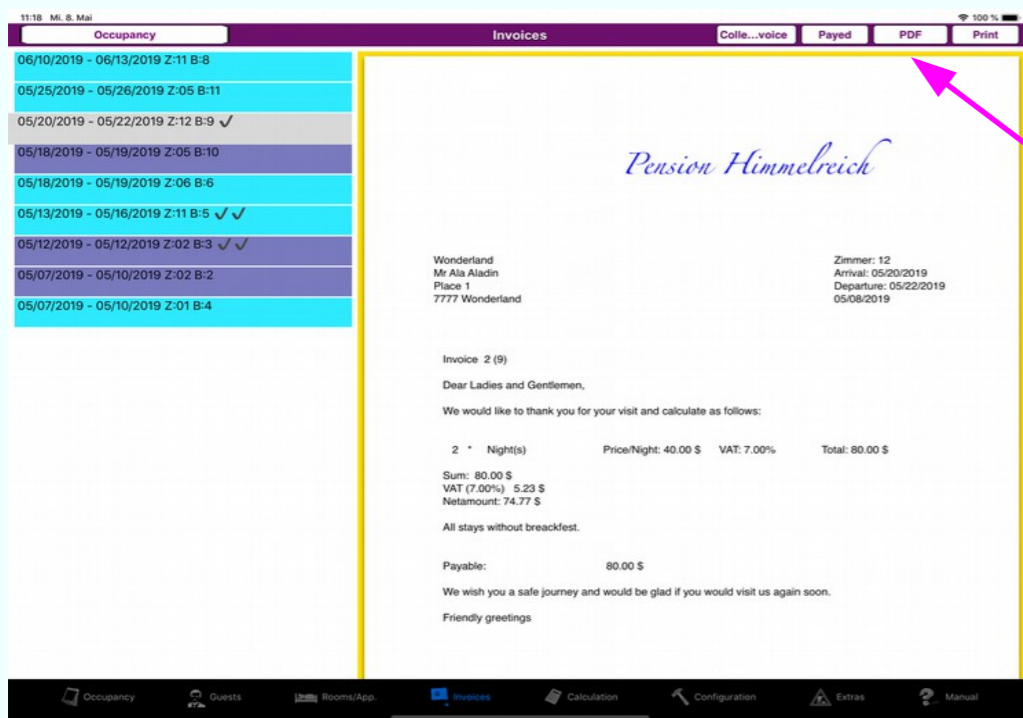 11:18 Mi. 8. Mai 100 %
Occupancy Invoices Colle...voice Payed PDF Print
06/10/2019 - 06/13/2019 Z:11 B:8
05/25/2019 - 05/26/2019 Z:05 B:11
05/20/2019 - 05/22/2019 Z:12 B:9 ✓
05/18/2019 - 05/19/2019 Z:05 B:10
05/18/2019 - 05/19/2019 Z:06 B:6
05/13/2019 - 05/16/2019 Z:11 B:5 ✓ ✓
05/12/2019 - 05/12/2019 Z:02 B:3 ✓ ✓
05/07/2019 - 05/10/2019 Z:02 B:2
05/07/2019 - 05/10/2019 Z:01 B:4
Pension Himmelreich
Wonderland
Mr Ala Aladin
Place 1
7777 Wonderland
Zimmer: 12
Arrival: 05/20/2019
Departure: 05/22/2019
05/08/2019
Invoice 2 (9)
Dear Ladies and Gentlemen,
We would like to thank you for your visit and calculate as follows:
2 * Night(s) Price/Night: 40.00 $ VAT: 7.00% Total: 80.00 $
Sum: 80.00 $
VAT (7.00%) 5.23 $
Netamount: 74.77 $
All stays without breackfest.
Payable: 80.00 $
We wish you a safe journey and would be glad if you would visit us again soon.
Friendly greetings
Occupancy Guests Rooms/App. Invoices Calculation Configuration Extras Manual